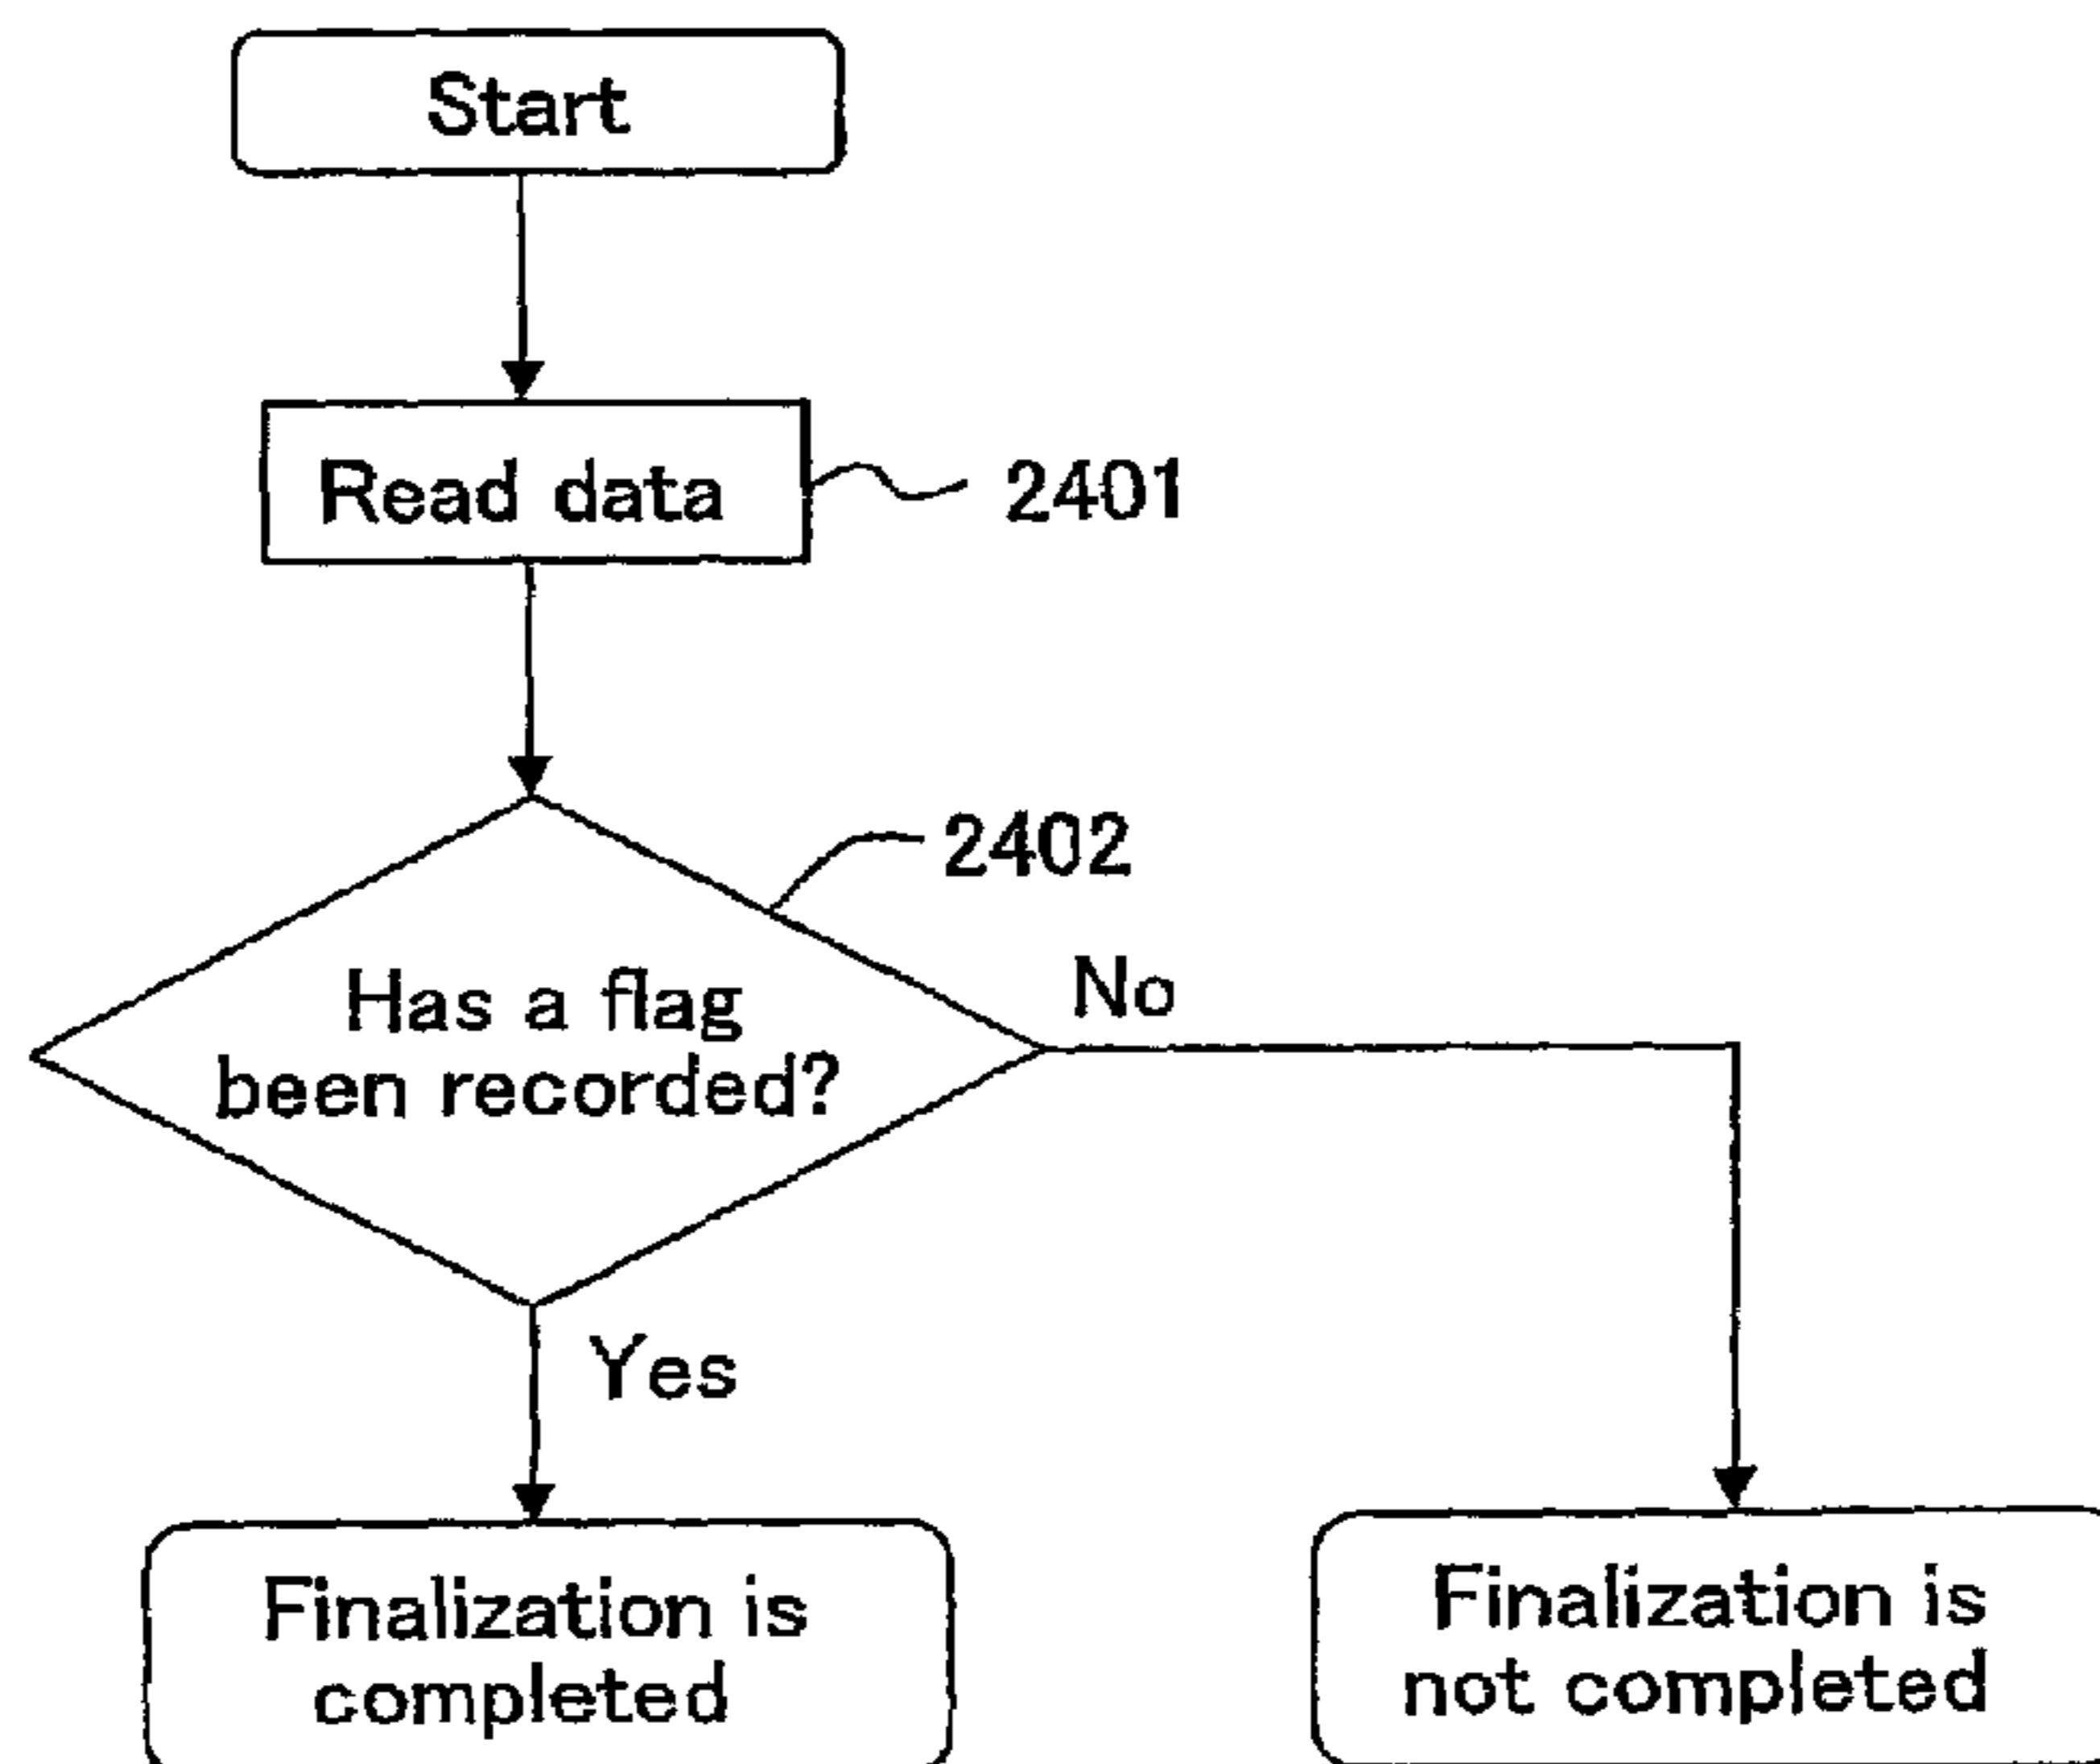 Start
Read data
2401
2402
Has a flag
been recorded?
No
Yes
Finalization is
completed
Finalization is
not completed